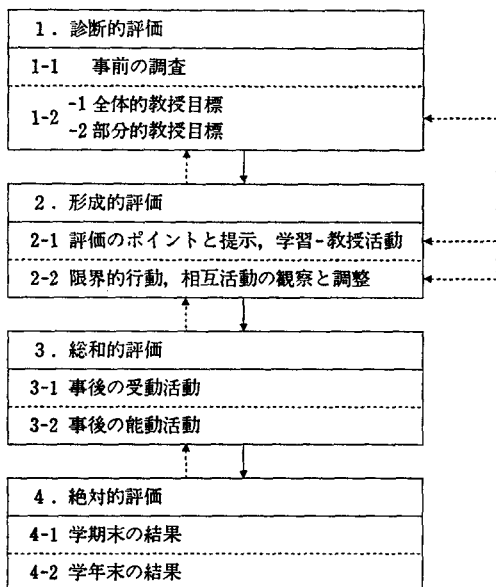 1．診断的評価
1-1 事前の調査
1-2 -1 全体的教授目標
-2 部分的教授目標
2．形成的評価
2-1 評価のポイントと提示，学習-教授活動
2-2 限界的行動，相互活動の観察と調整
3．総和的評価
3-1 事後の受動活動
3-2 事後の能動活動
4．絶対的評価
4-1 学期末の結果
4-2 学年末の結果